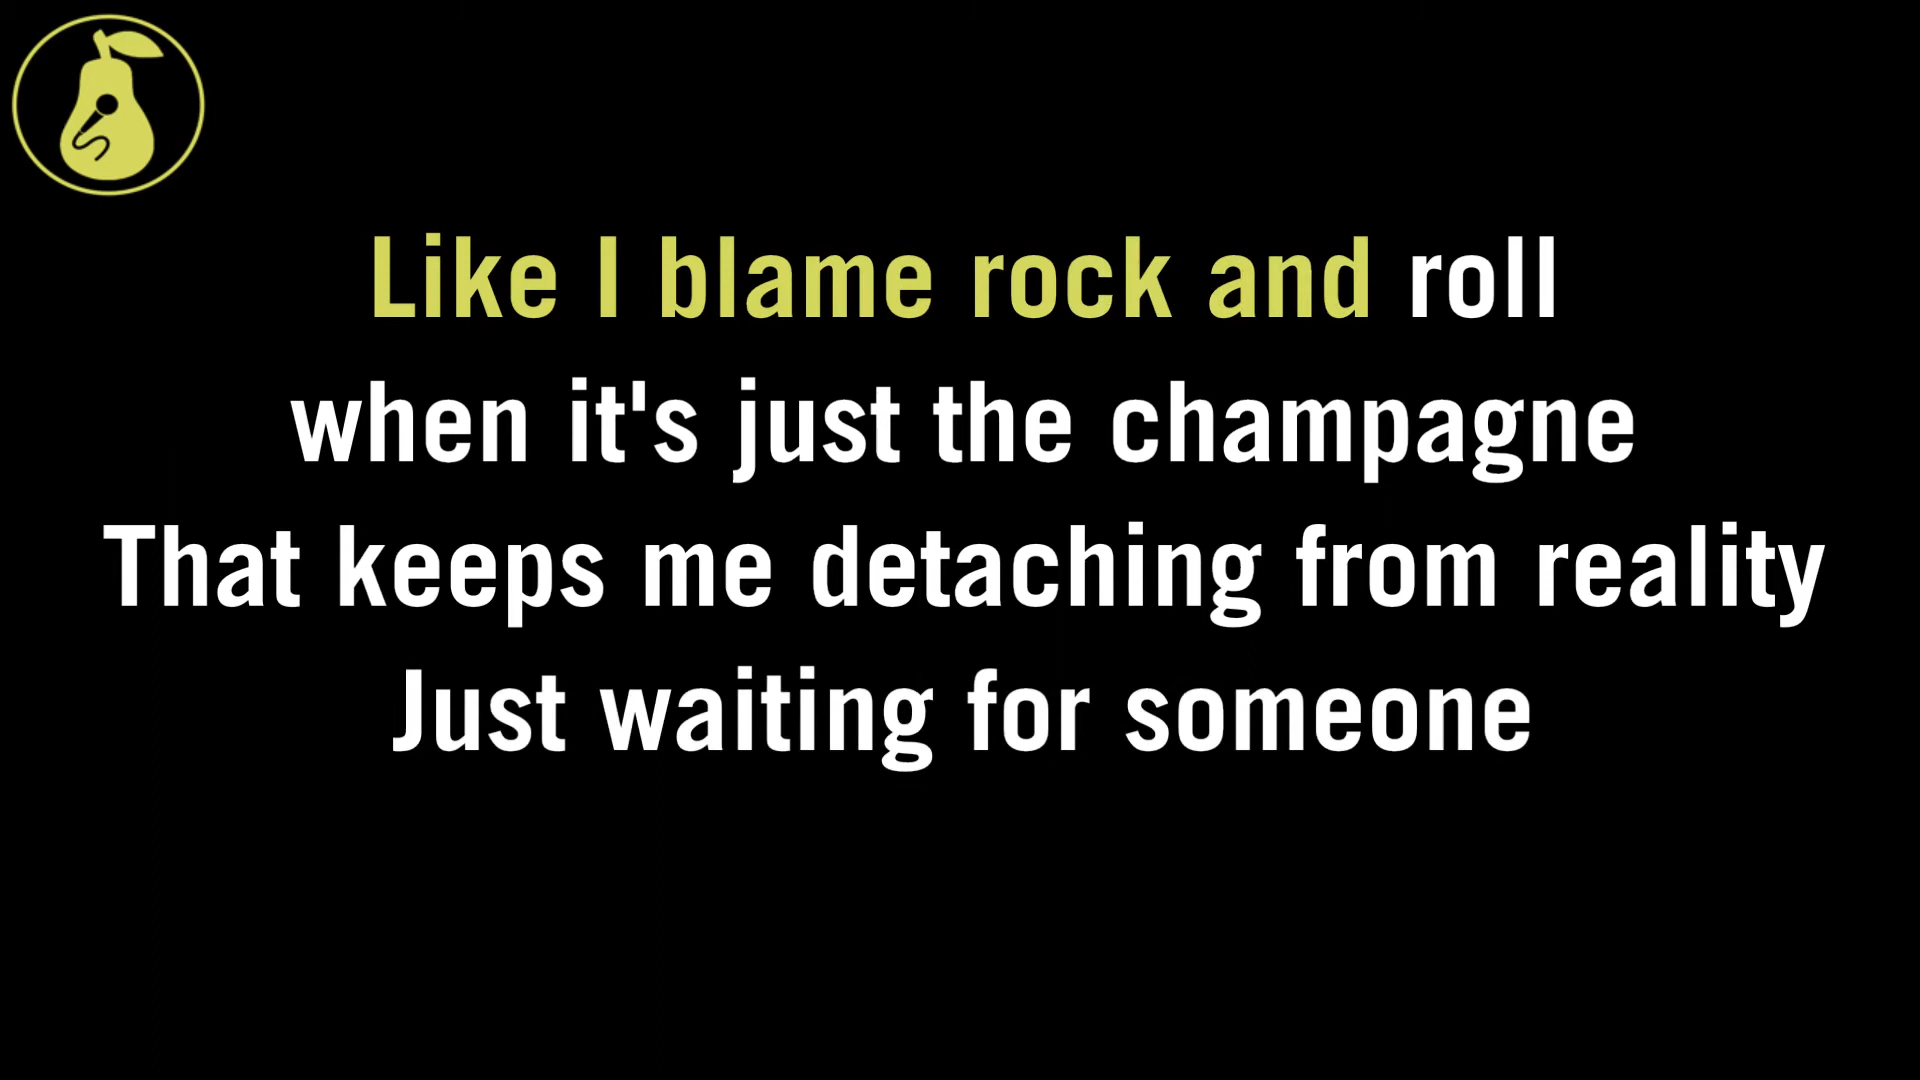 Like I blame rock and roll
when it's just the champagne
That keeps me detaching from reality
Just waiting for someone